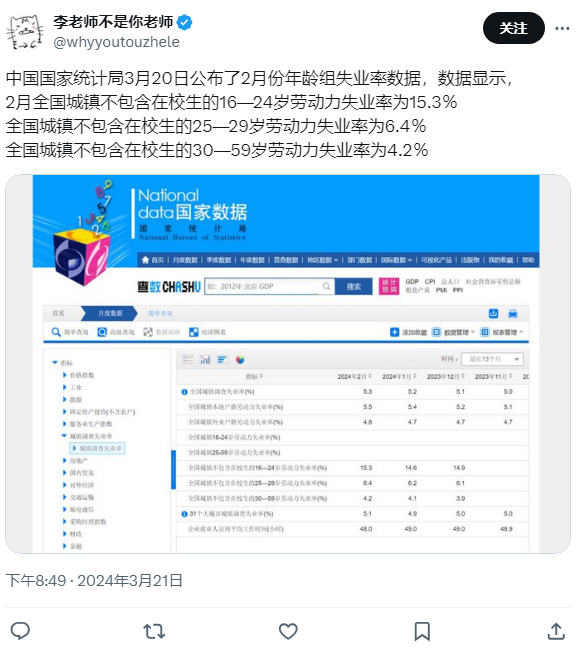 李老师不是你老师
@whyyoutouzhele
关注
中国国家统计局3月20日公布了2月份年龄组失业率数据，数据显示，
2月全国城镇不包含在校生的16—24岁劳动力失业率为15.3%
全国城镇不包含在校生的25—29岁劳动力失业率为6.4%
全国城镇不包含在校生的30—59岁劳动力失业率为4.2%
National
data国家数据
国家统计局
National Bureau of Statistics
首页 | 月度数据 | 季度数据 | 年度数据 | 普查数据 | 地区数据 | 部门数据 | 国际数据 | 可视化产品 | 出版物 | 我的收藏 | 帮助
查数CHASHU
如：2012年 北京 GDP
搜索
统计热词
GDP CPI 总人口 社会消费品零售总额
粮食产量 PMI PPI
首页 月度数据 简单查询
简单查询 高级查询 数据地图 经济图表
添加收藏 数据管理 报表管理
指标
价格指数
工业
能源
固定资产投资(不含农户)
服务业生产指数
城镇调查失业率
城镇调查失业率
房地产
国内贸易
对外经济
交通运输
邮电通信
采购经理指数
财政
金融
时间： 最近13个月
指标 2024年2月 2024年1月 2023年12月 2023年11月 20
全国城镇调查失业率(%) 5.3 5.2 5.1 5.0
全国城镇本地户籍劳动力失业率(%) 5.5 5.4 5.2 5.1
全国城镇外来户籍劳动力失业率(%) 4.8 4.7 4.7 4.7
全国城镇16-24岁劳动力失业率(%)
全国城镇25-59岁劳动力失业率(%)
全国城镇不包含在校生的16—24岁劳动力失业率(%) 15.3 14.6 14.9
全国城镇不包含在校生的25—29岁劳动力失业率(%) 6.4 6.2 6.1
全国城镇不包含在校生的30—59岁劳动力失业率(%) 4.2 4.1 3.9
31个大城市城镇调查失业率(%) 5.1 4.9 5.0 5.0
企业就业人员周平均工作时间(小时) 48.0 49.0 49.0 48.9
下午8:49 · 2024年3月21日